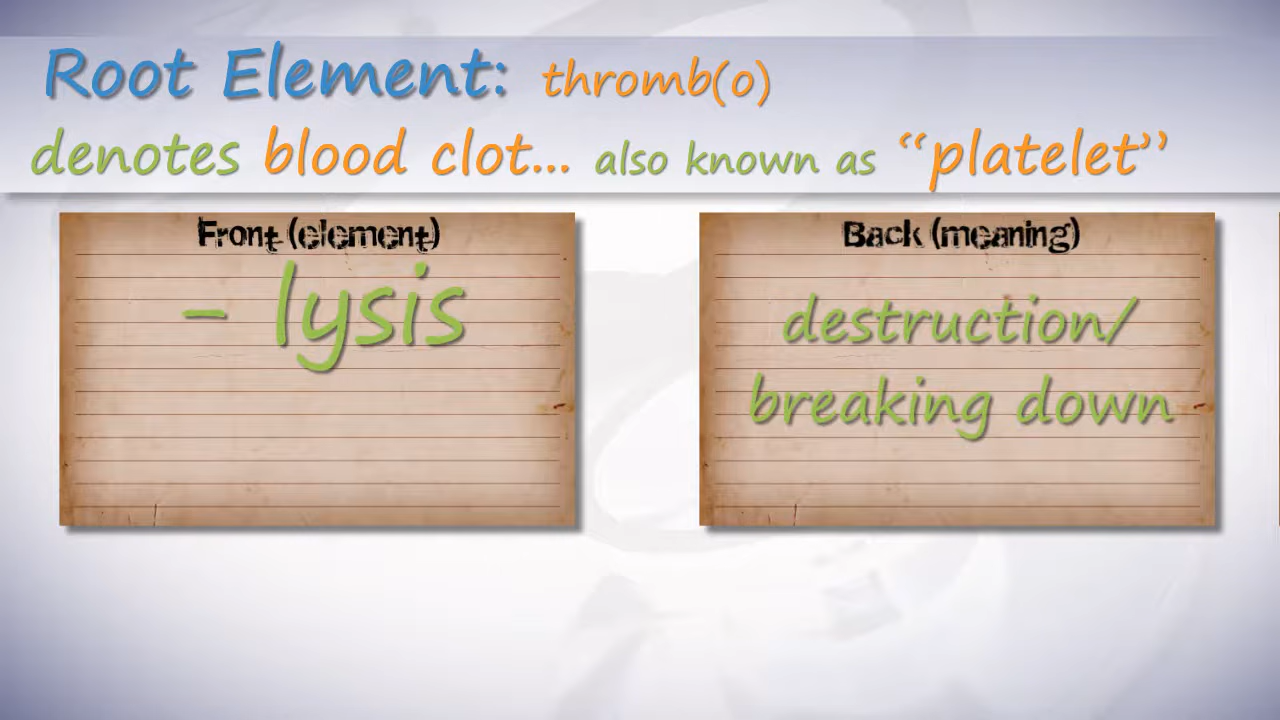 Root Element: thromb(o)
denotes blood clot... also known as “platelet”
Front (element)
- lysis
Back (meaning)
destruction/
breaking down